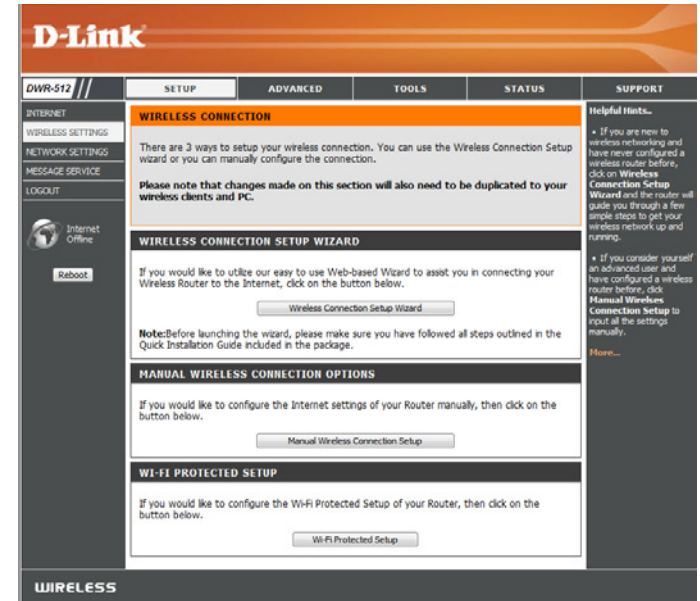 D-Link
DWR-512
SETUP
ADVANCED
TOOLS
STATUS
SUPPORT
INTERNET
WIRELESS SETTINGS
NETWORK SETTINGS
MESSAGE SERVICE
LOGOUT
Internet
Offline
Reboot
WIRELESS CONNECTION
There are 3 ways to setup your wireless connection. You can use the Wireless Connection Setup
wizard or you can manually configure the connection.
Please note that changes made on this section will also need to be duplicated to your
wireless clients and PC.
WIRELESS CONNECTION SETUP WIZARD
If you would like to utilize our easy to use Web-based Wizard to assist you in connecting your
Wireless Router to the Internet, click on the button below.
Wireless Connection Setup Wizard
Note:Before launching the wizard, please make sure you have followed all steps outlined in the
Quick Installation Guide included in the package.
MANUAL WIRELESS CONNECTION OPTIONS
If you would like to configure the Internet settings of your Router manually, then click on the
button below.
Manual Wireless Connection Setup
WI-FI PROTECTED SETUP
If you would like to configure the Wi-Fi Protected Setup of your Router, then click on the
button below.
Wi-Fi Protected Setup
Helpful Hints..
• If you are new to
wireless networking and
have never configured a
wireless router before,
click on Wireless
Connection Setup
Wizard and the router will
guide you through a few
simple steps to get your
wireless network up and
running.
• If you consider yourself
an advanced user and
have configured a wireless
router before, click
Manual Wirelses
Connection Setup to
input all the settings
manually.
More...
WIRELESS